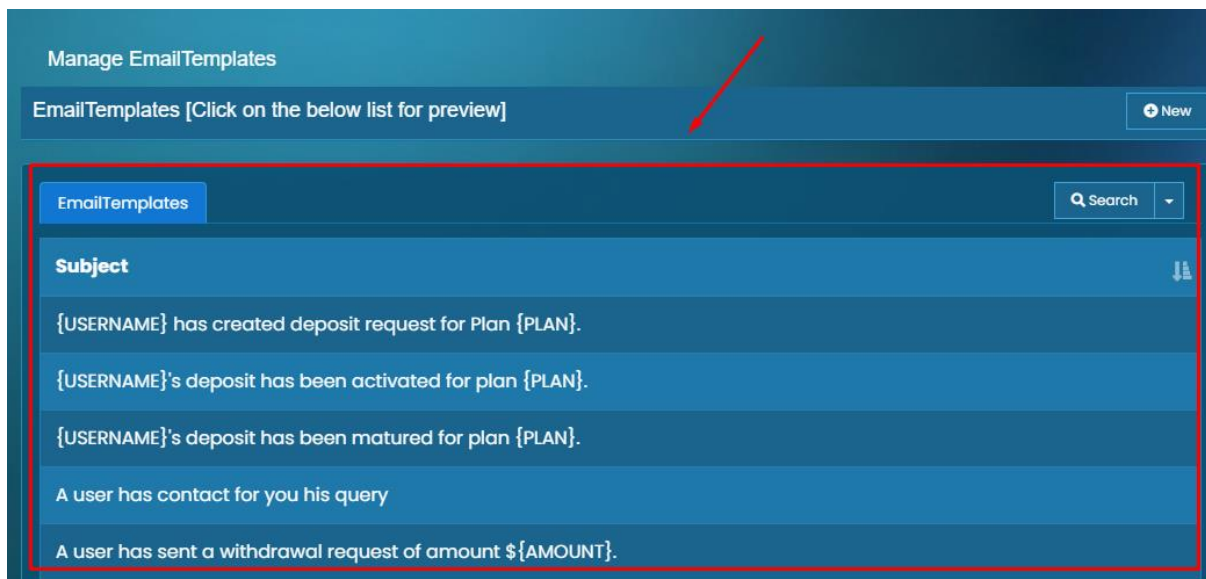 Manage EmailTemplates
EmailTemplates [Click on the below list for preview]
New
EmailTemplates
Search
Subject
{USERNAME} has created deposit request for Plan {PLAN}.
{USERNAME}'s deposit has been activated for plan {PLAN}.
{USERNAME}'s deposit has been matured for plan {PLAN}.
A user has contact for you his query
A user has sent a withdrawal request of amount ${AMOUNT}.